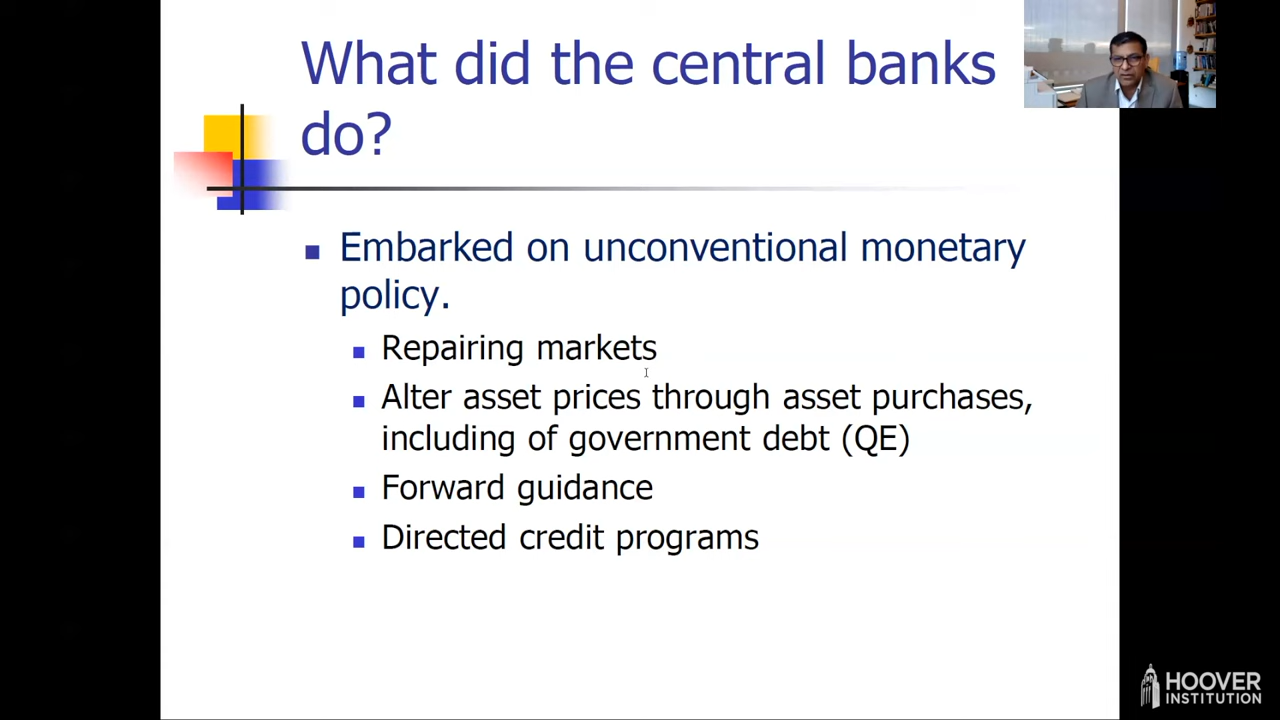 What did the central banks
do?
Embarked on unconventional monetary
policy.
Repairing markets
Alter asset prices through asset purchases,
including of government debt (QE)
Forward guidance
Directed credit programs
HOOVER
INSTITUTION